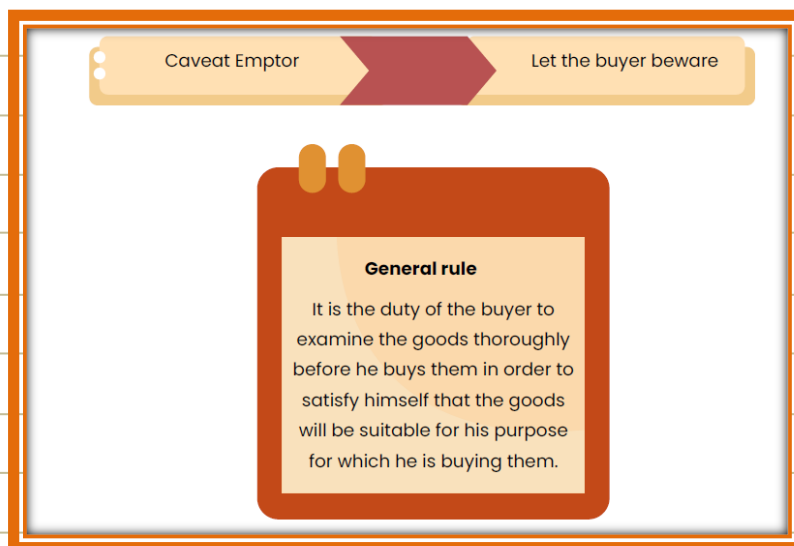 Caveat Emptor
Let the buyer beware
General rule
It is the duty of the buyer to
examine the goods thoroughly
before he buys them in order to
satisfy himself that the goods
will be suitable for his purpose
for which he is buying them.